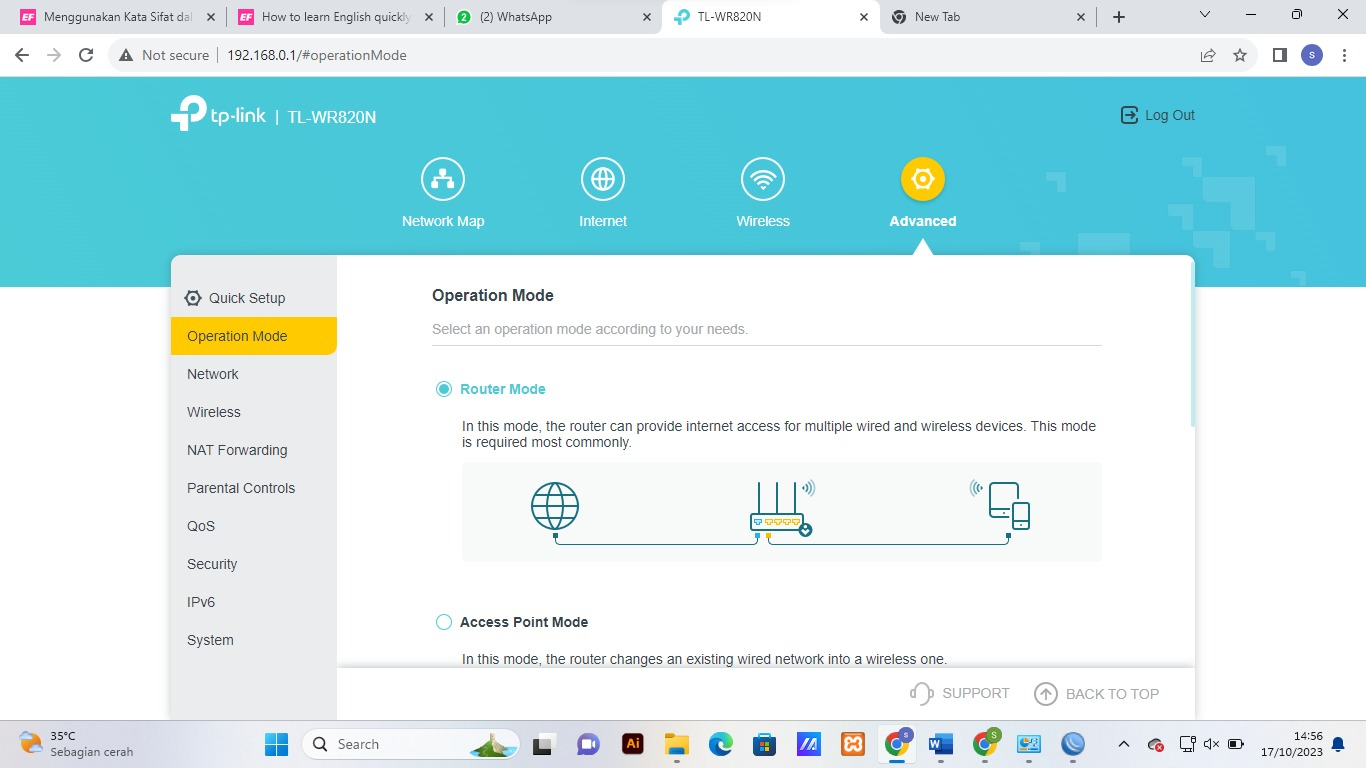 Menggunakan Kata Sifat dal
How to learn English quickly
2
(2) WhatsApp
TL-WR820N
New Tab
Not secure
192.168.0.1/#operationMode
S
tp-link | TL-WR820N
Log Out
Network Map
Internet
Wireless
Advanced
Quick Setup
Operation Mode
Network
Wireless
NAT Forwarding
Parental Controls
QoS
Security
IPv6
System
Operation Mode
Select an operation mode according to your needs.
Router Mode
In this mode, the router can provide internet access for multiple wired and wireless devices. This mode
is required most commonly.
Access Point Mode
In this mode, the router changes an existing wired network into a wireless one.
SUPPORT
BACK TO TOP
35°C
Sebagian cerah
Search
Ai
S
W
S
14:56
17/10/2023